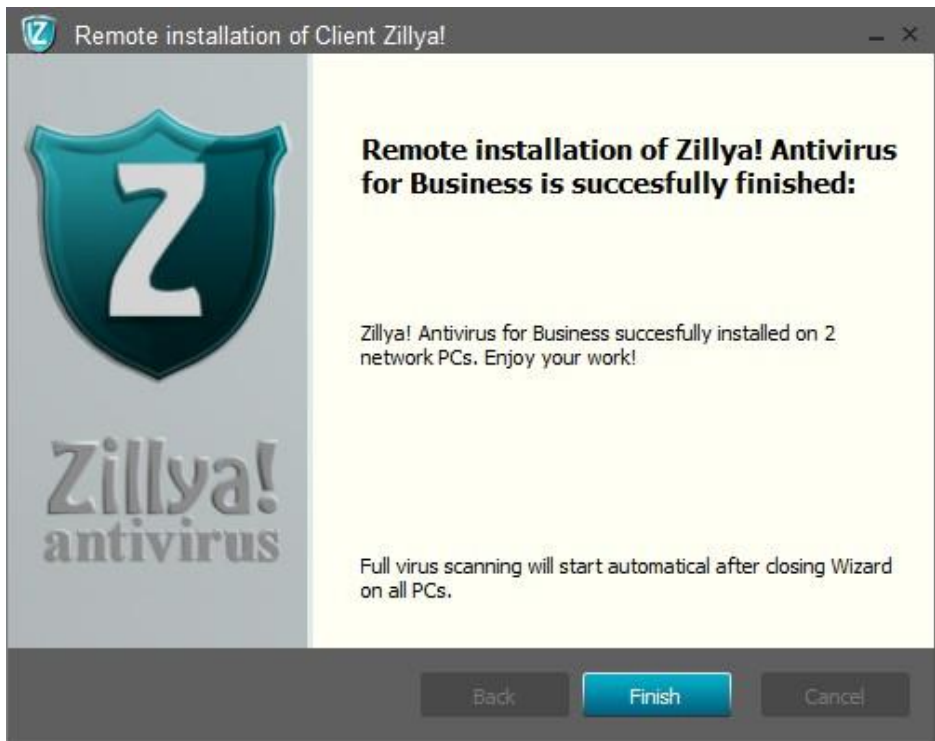 Z Remote installation of Client Zillya!
Z
Zillya!
antivirus
Remote installation of Zillya! Antivirus
for Business is succesfully finished:
Zillya! Antivirus for Business succesfully installed on 2
network PCs. Enjoy your work!
Full virus scanning will start automatical after closing Wizard
on all PCs.
Back Finish Cancel